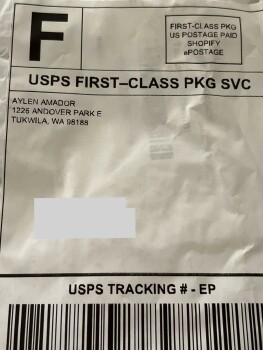 F
FIRST-CLASS PKG
US POSTAGE PAID
SHOPIFY
ePOSTAGE
USPS FIRST–CLASS PKG SVC
AYLEN AMADOR
1226 ANDOVER PARK E
TUKWILA, WA 98188
USPS TRACKING # - EP